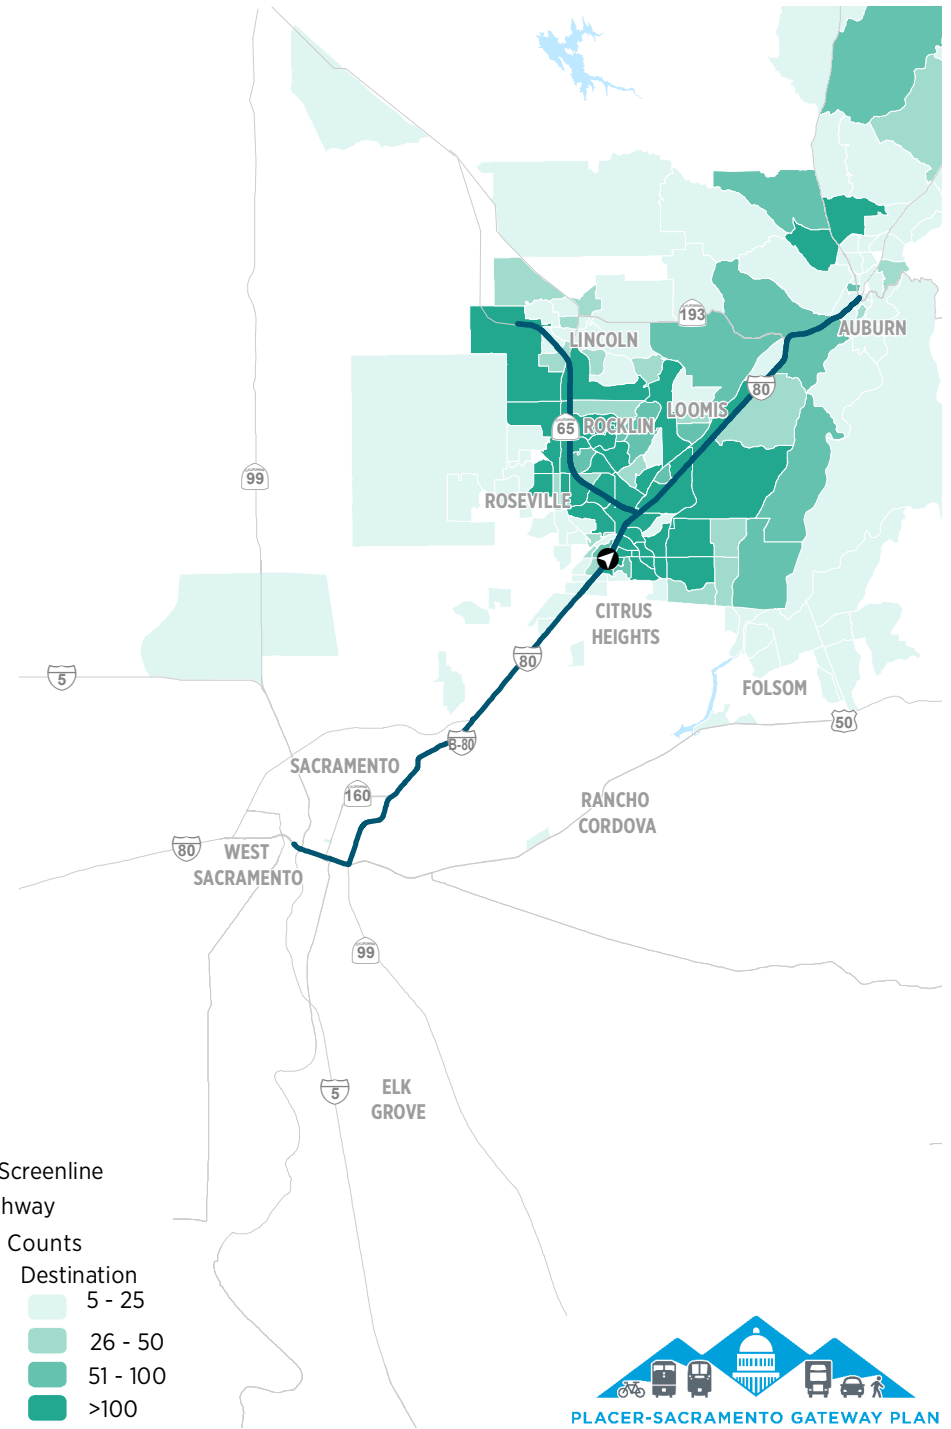 193
LINCOLN
AUBURN
80
LOOMIS
65
ROCKLIN
99
ROSEVILLE
CITRUS
HEIGHTS
80
5
FOLSOM
50
B-80
SACRAMENTO
160
RANCHO
CORDOVA
80
WEST
SACRAMENTO
99
5
ELK
GROVE
Screenline
hway
Counts
Destination
5 - 25
26 - 50
51 - 100
>100
PLACER-SACRAMENTO GATEWAY PLAN